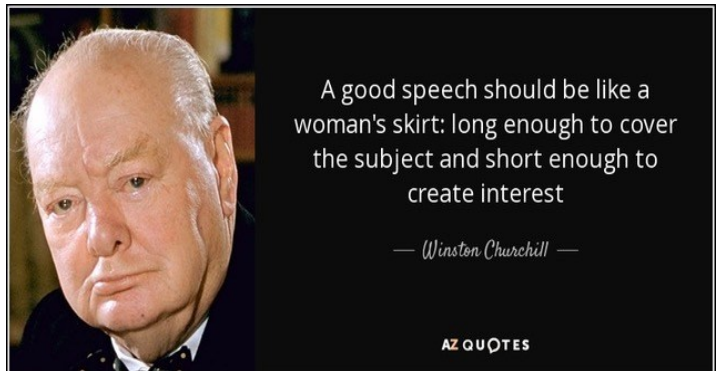 A good speech should be like a
woman's skirt: long enough to cover
the subject and short enough to
create interest
— Winston Churchill —
AZ QUOTES